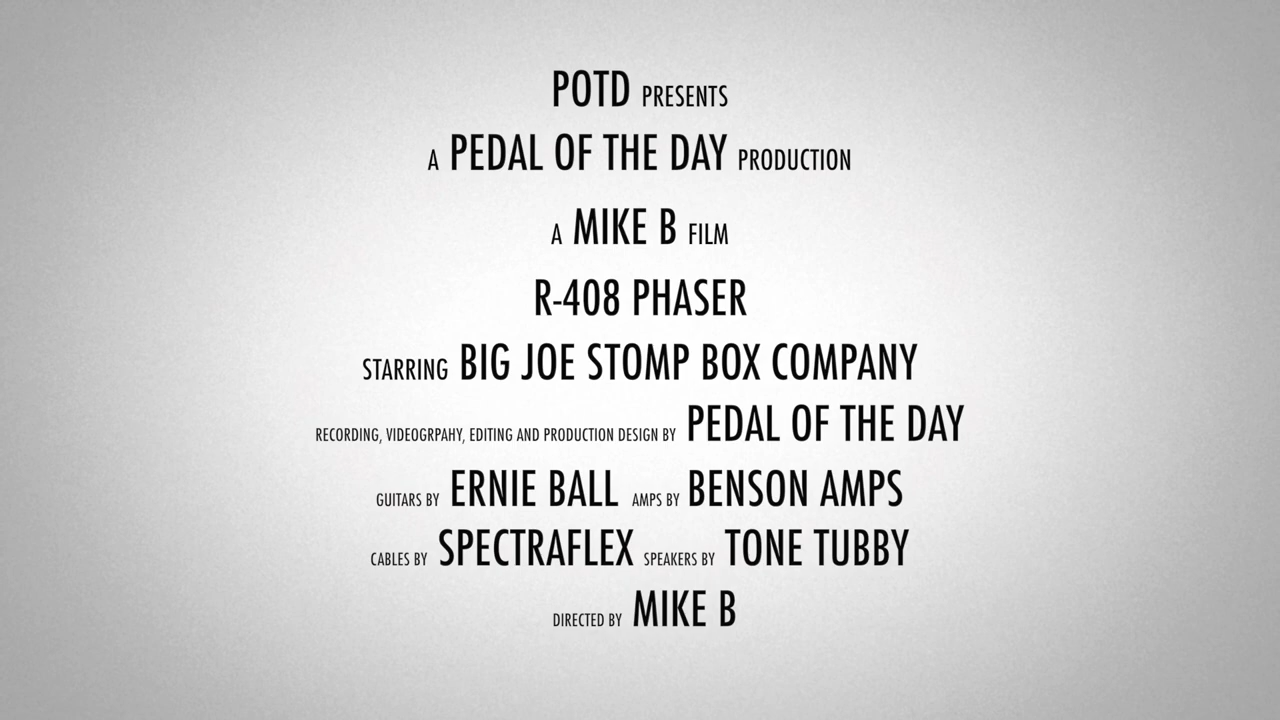 POTD PRESENTS
A PEDAL OF THE DAY PRODUCTION
A MIKE B FILM
R-408 PHASER
STARRING BIG JOE STOMP BOX COMPANY
RECORDING, VIDEOGRPAHY, EDITING AND PRODUCTION DESIGN BY PEDAL OF THE DAY
GUITARS BY ERNIE BALL AMPS BY BENSON AMPS
CABLES BY SPECTRAFLEX SPEAKERS BY TONE TUBBY
DIRECTED BY MIKE B